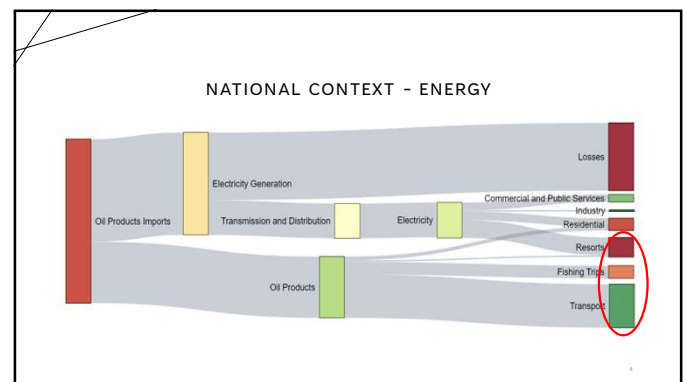 NATIONAL CONTEXT - ENERGY
Losses
Electricity Generation
Commercial and Public Services
Industry
Oil Products Imports
Transmission and Distribution
Electricity
Residential
Resorts
Fishing Trips
Oil Products
Transport
4